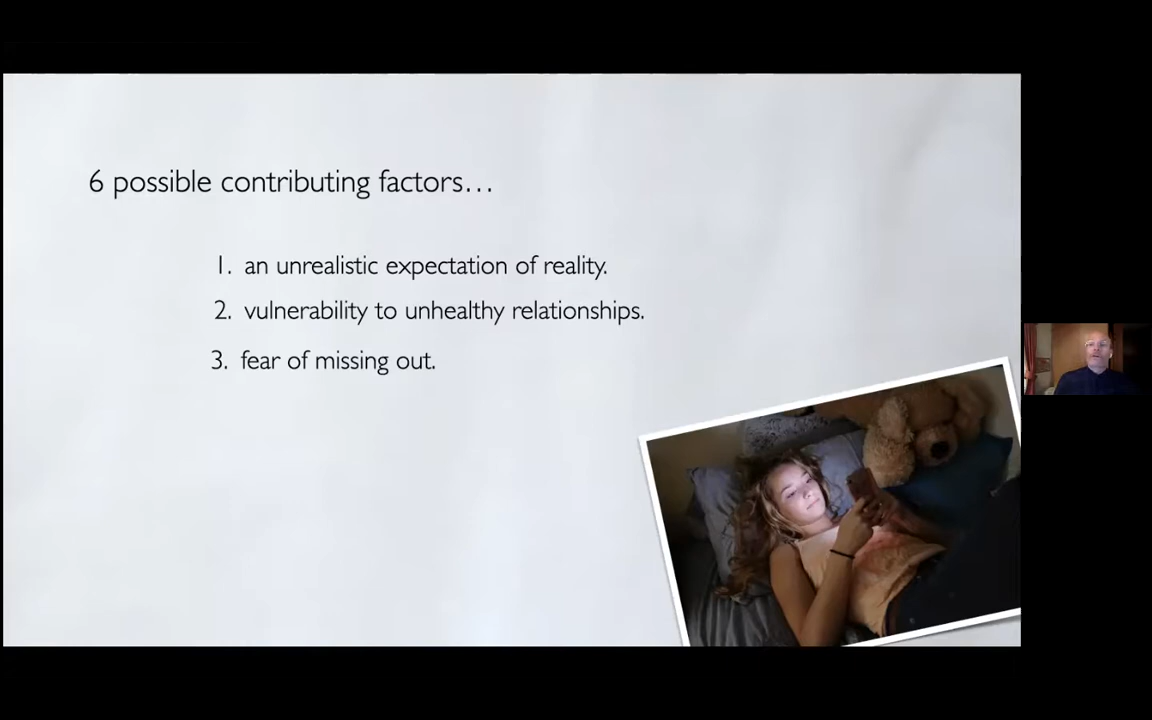 6 possible contributing factors…
1. an unrealistic expectation of reality.
2. vulnerability to unhealthy relationships.
3. fear of missing out.